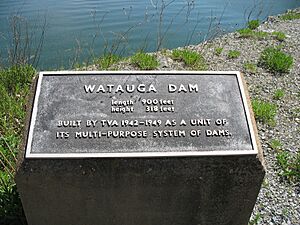 WATAUGA DAM
length 900 feet
height 318 feet
BUILT BY TVA 1942-1949 AS A UNIT OF
ITS MULTI-PURPOSE SYSTEM OF DAMS.